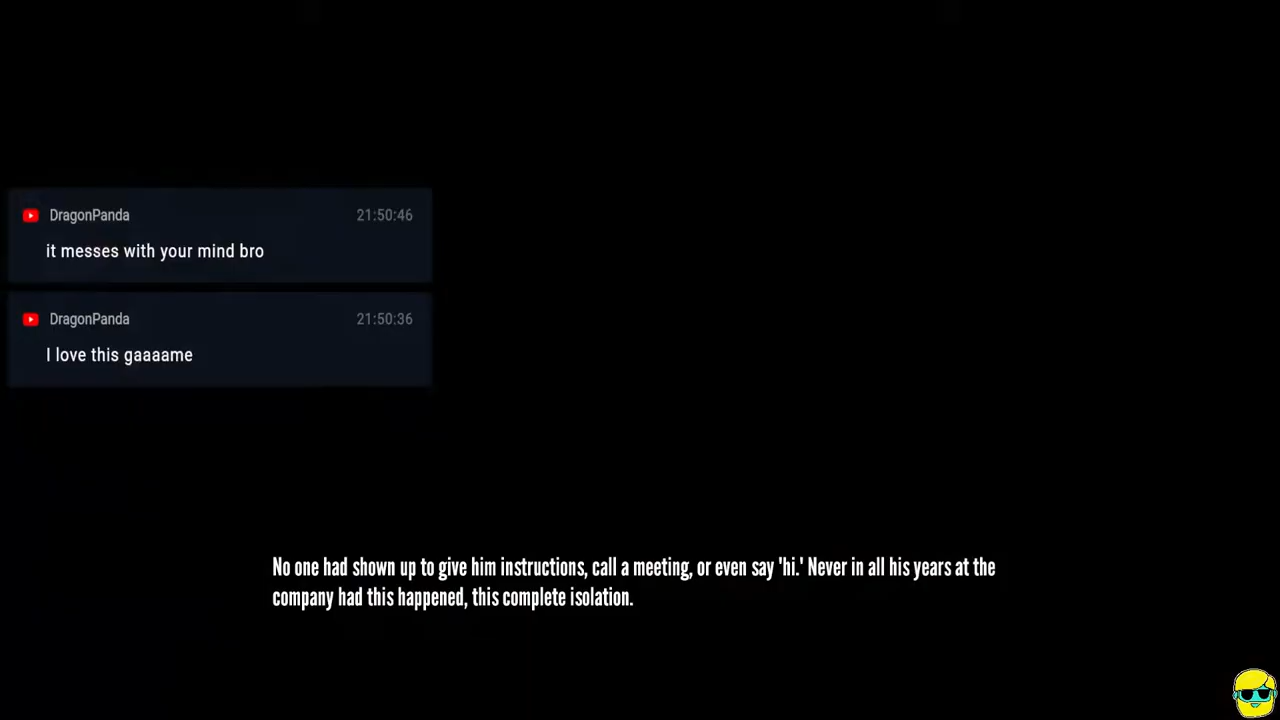 DragonPanda 21:50:46
it messes with your mind bro
DragonPanda 21:50:36
I love this gaaaame
No one had shown up to give him instructions, call a meeting, or even say 'hi.' Never in all his years at the
company had this happened, this complete isolation.